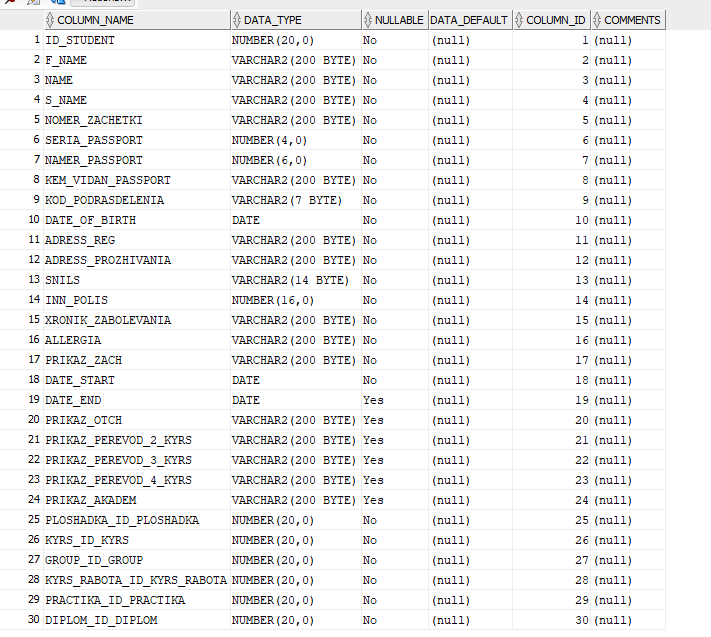 COLUMN_NAME DATA_TYPE NULLABLE DATA_DEFAULT COLUMN_ID COMMENTS
1 ID_STUDENT NUMBER(20,0) No (null) 1 (null)
2 F_NAME VARCHAR2(200 BYTE) No (null) 2 (null)
3 NAME VARCHAR2(200 BYTE) No (null) 3 (null)
4 S_NAME VARCHAR2(200 BYTE) No (null) 4 (null)
5 NOMER_ZACHETKI VARCHAR2(200 BYTE) No (null) 5 (null)
6 SERIA_PASSPORT NUMBER(4,0) No (null) 6 (null)
7 NAMER_PASSPORT NUMBER(6,0) No (null) 7 (null)
8 KEM_VIDAN_PASSPORT VARCHAR2(200 BYTE) No (null) 8 (null)
9 KOD_PODRASDELENIA VARCHAR2(7 BYTE) No (null) 9 (null)
10 DATE_OF_BIRTH DATE No (null) 10 (null)
11 ADRESS_REG VARCHAR2(200 BYTE) No (null) 11 (null)
12 ADRESS_PROZHIVANIA VARCHAR2(200 BYTE) No (null) 12 (null)
13 SNILS VARCHAR2(14 BYTE) No (null) 13 (null)
14 INN_POLIS NUMBER(16,0) No (null) 14 (null)
15 XRONIK_ZABOLEVANIA VARCHAR2(200 BYTE) No (null) 15 (null)
16 ALLERGIA VARCHAR2(200 BYTE) No (null) 16 (null)
17 PRIKAZ_ZACH VARCHAR2(200 BYTE) No (null) 17 (null)
18 DATE_START DATE No (null) 18 (null)
19 DATE_END DATE Yes (null) 19 (null)
20 PRIKAZ_OTCH VARCHAR2(200 BYTE) Yes (null) 20 (null)
21 PRIKAZ_PEREVOD_2_KYRS VARCHAR2(200 BYTE) Yes (null) 21 (null)
22 PRIKAZ_PEREVOD_3_KYRS VARCHAR2(200 BYTE) Yes (null) 22 (null)
23 PRIKAZ_PEREVOD_4_KYRS VARCHAR2(200 BYTE) Yes (null) 23 (null)
24 PRIKAZ_AKADEM VARCHAR2(200 BYTE) Yes (null) 24 (null)
25 PLOSHADKA_ID_PLOSHADKA NUMBER(20,0) No (null) 25 (null)
26 KYRS_ID_KYRS NUMBER(20,0) No (null) 26 (null)
27 GROUP_ID_GROUP NUMBER(20,0) No (null) 27 (null)
28 KYRS_RABOTA_ID_KYRS_RABOTA NUMBER(20,0) No (null) 28 (null)
29 PRACTIKA_ID_PRACTIKA NUMBER(20,0) No (null) 29 (null)
30 DIPLOM_ID_DIPLOM NUMBER(20,0) No (null) 30 (null)